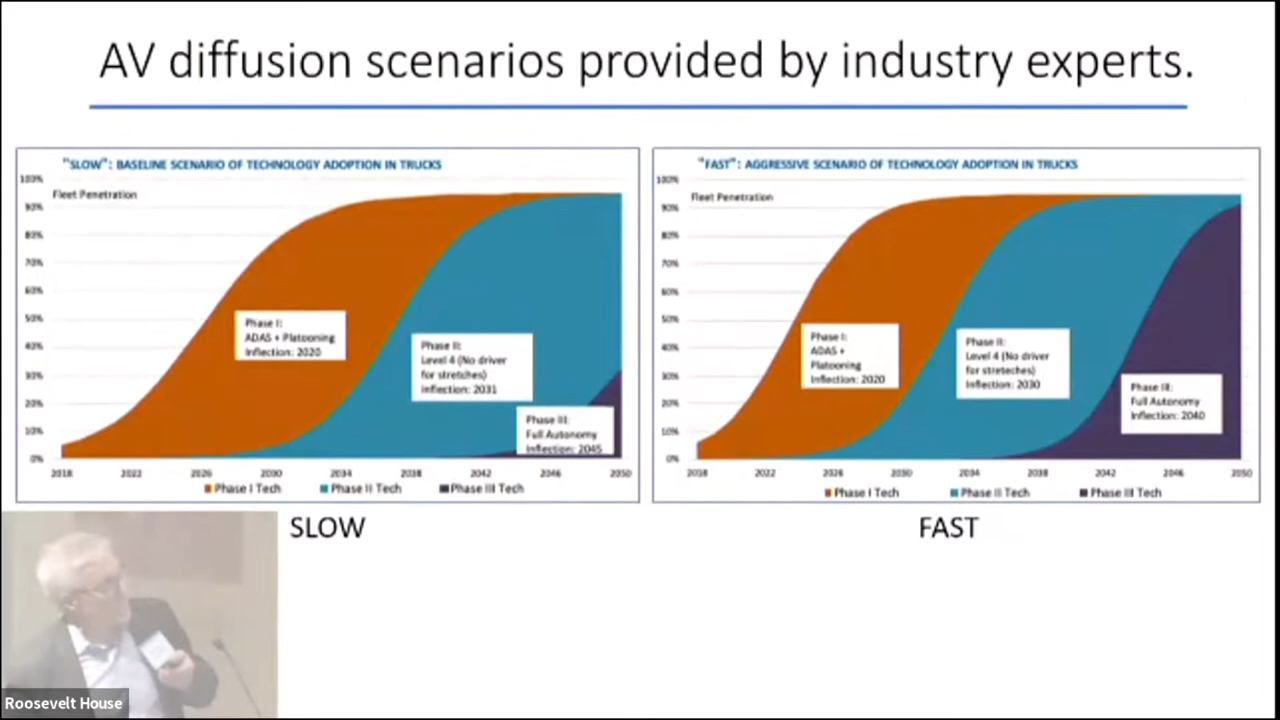 AV diffusion scenarios provided by industry experts.
"SLOW": BASELINE SCENARIO OF TECHNOLOGY ADOPTION IN TRUCKS
100%
Fleet Penetration
90%
80%
70%
60%
50%
40%
30%
20%
10%
0%
Phase I:
ADAS + Platooning
Inflection: 2020
Phase II:
Level 4 (No driver
for stretches)
Inflection: 2031
Phase III:
Full Autonomy
Inflection: 2045
2018 2022 2026 2030 2034 2038 2042 2046 2050
Phase I Tech Phase II Tech Phase III Tech
SLOW
"FAST": AGGRESSIVE SCENARIO OF TECHNOLOGY ADOPTION IN TRUCKS
100%
Fleet Penetration
90%
80%
70%
60%
50%
40%
30%
20%
10%
0%
Phase I:
ADAS +
Platooning
Inflection: 2020
Phase II:
Level 4 (No driver
for streteches)
Inflection: 2030
Phase III:
Full Autonomy
Inflection: 2040
2018 2022 2026 2030 2034 2038 2042 2046 2050
Phase I Tech Phase II Tech Phase III Tech
FAST
Roosevelt House